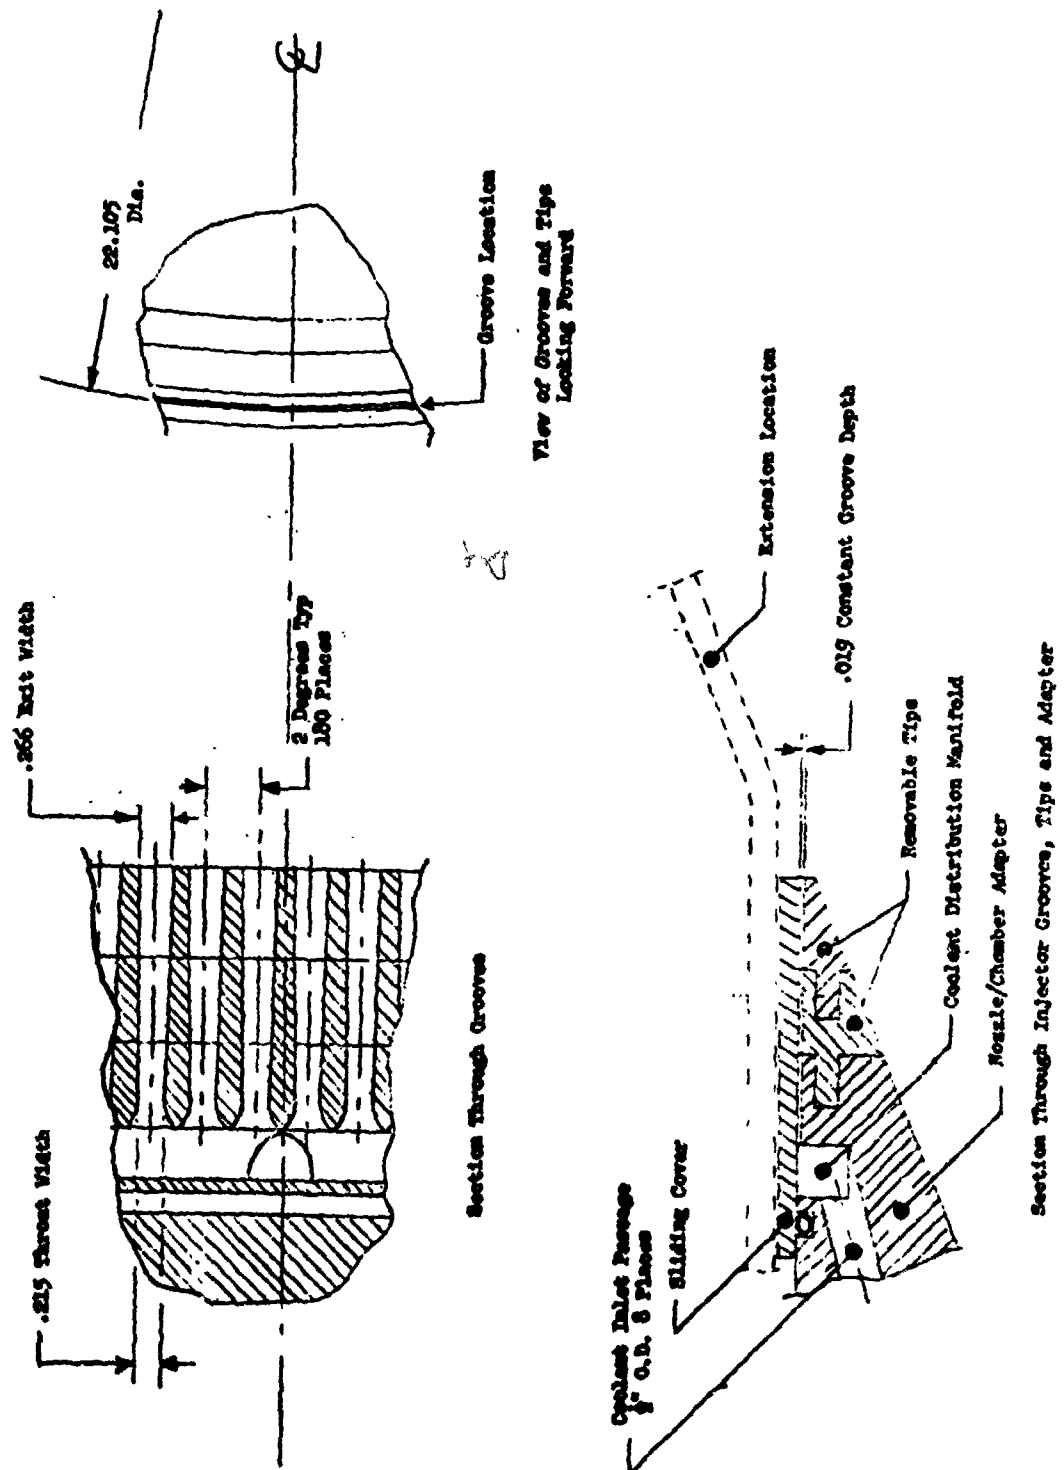 .215 Throat Width
.266 Exit Width
2 Degrees Typ
180 Places
Section Through Grooves
22.105
Dia.
℄
Groove Location
View of Grooves and Tips
Looking Forward
Coolant Inlet Passage
O.D. 8 Places
Sliding Cover
Extension Location
.019 Constant Groove Depth
Removable Tips
Coolant Distribution Manifold
Nozzle/Chamber Adapter
Section Through Injector Grooves, Tips and Adapter